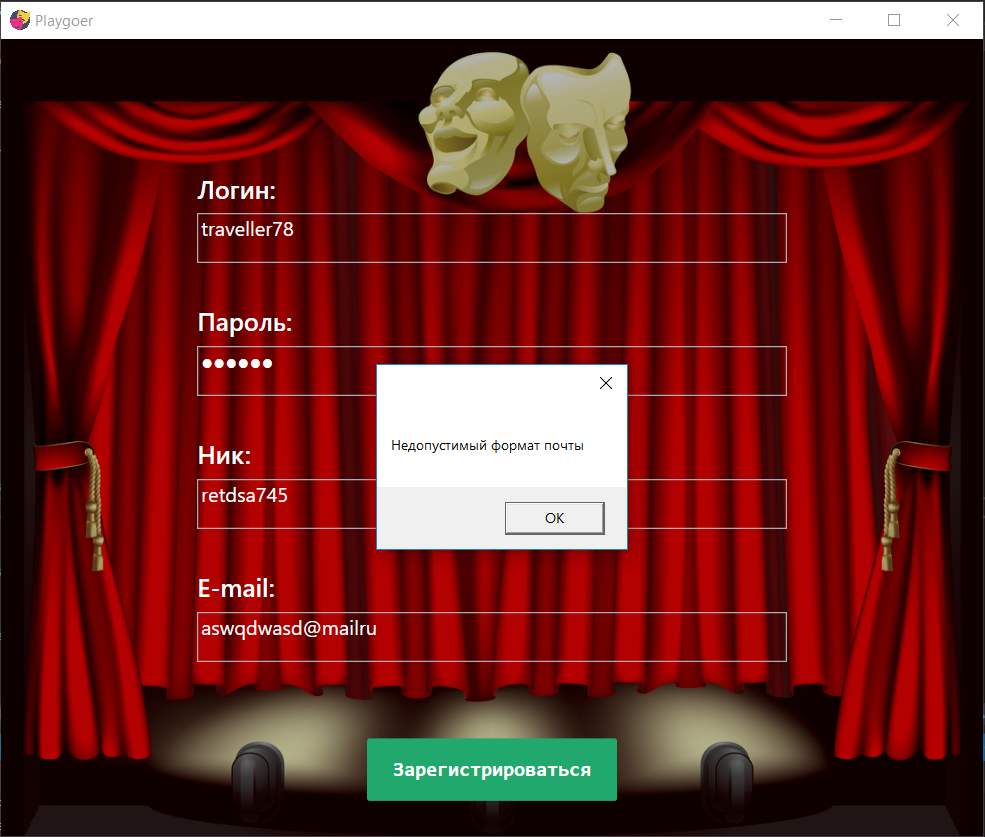 Playgoer
Логин:
traveller78
Пароль:
●●●●●●
Недопустимый формат почты
OK
Ник:
retdsa745
E-mail:
aswqdwasd@mailru
Зарегистрироваться